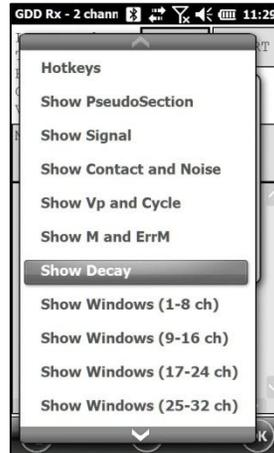 GDD Rx - 2 chann 11:29
Hotkeys
Show PseudoSection
Show Signal
Show Contact and Noise
Show Vp and Cycle
Show M and ErrM
Show Decay
Show Windows (1-8 ch)
Show Windows (9-16 ch)
Show Windows (17-24 ch)
Show Windows (25-32 ch)